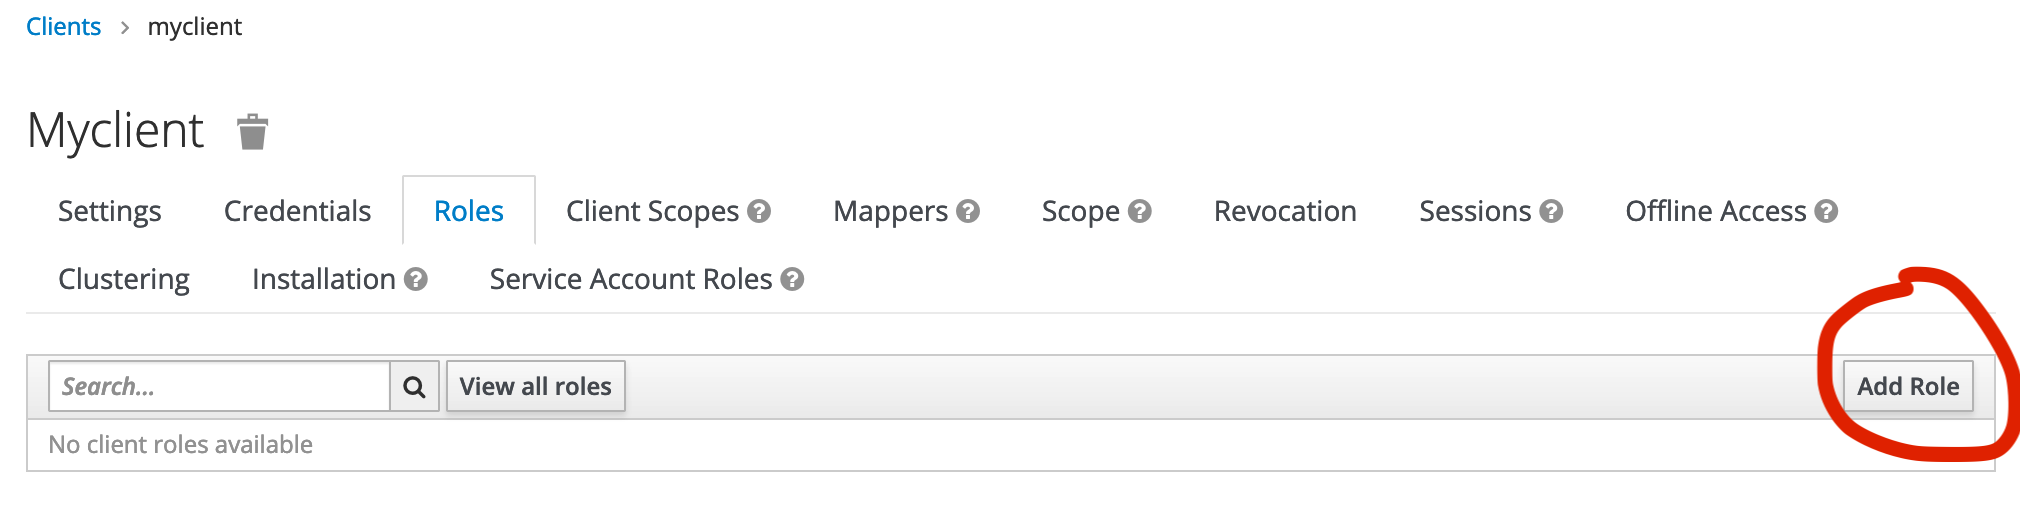 Clients > myclient
Myclient
Settings Credentials Roles Client Scopes ? Mappers ? Scope ? Revocation Sessions ? Offline Access ?
Clustering Installation ? Service Account Roles ?
Search... View all roles Add Role
No client roles available